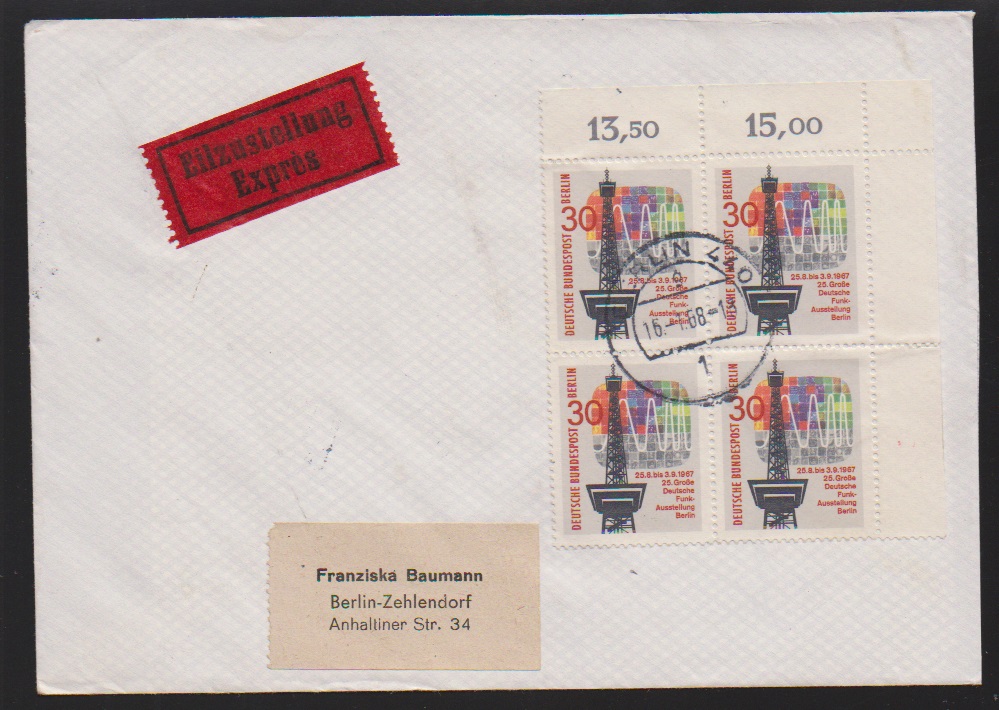 Eilzustellung
Exprès
13,50 15,00
DEUTSCHE BUNDESPOST BERLIN
30
25.8.bis 3.9.1967
25.Große
Deutsche
Funk-
Ausstellung
Berlin
DEUTSCHE BUNDESPOST BERLIN
30
25.8.bis 3.9.1967
25.Große
Deutsche
Funk-
Ausstellung
Berlin
1
DEUTSCHE BUNDESPOST BERLIN
30
25.8.bis 3.9.1967
25.Große
Deutsche
Funk-
Ausstellung
Berlin
DEUTSCHE BUNDESPOST BERLIN
30
25.8.bis 3.9.1967
25.Große
Deutsche
Funk-
Ausstellung
Berlin
Franziska Baumann
Berlin-Zehlendorf
Anhaltiner Str. 34